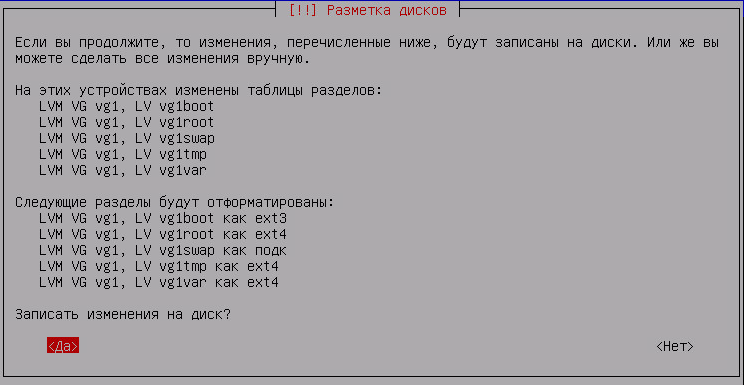 [!!] Разметка дисков
Если вы продолжите, то изменения, перечисленные ниже, будут записаны на диски. Или же вы
можете сделать все изменения вручную.
На этих устройствах изменены таблицы разделов:
LVM VG vg1, LV vg1boot
LVM VG vg1, LV vg1root
LVM VG vg1, LV vg1swap
LVM VG vg1, LV vg1tmp
LVM VG vg1, LV vg1var
Следующие разделы будут отформатированы:
LVM VG vg1, LV vg1boot как ext3
LVM VG vg1, LV vg1root как ext4
LVM VG vg1, LV vg1swap как подк
LVM VG vg1, LV vg1tmp как ext4
LVM VG vg1, LV vg1var как ext4
Записать изменения на диск?
<Да> <Нет>